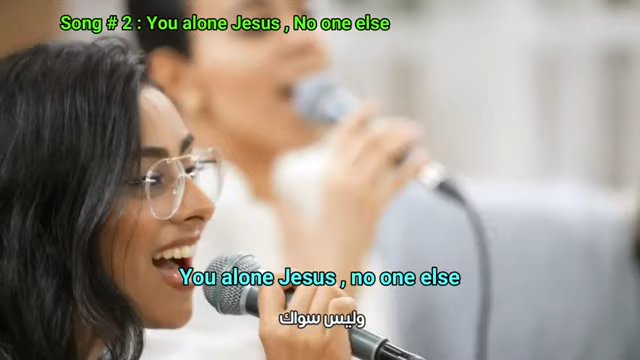 Song # 2 : You alone Jesus , No one else
You alone Jesus , no one else
وليس سواك